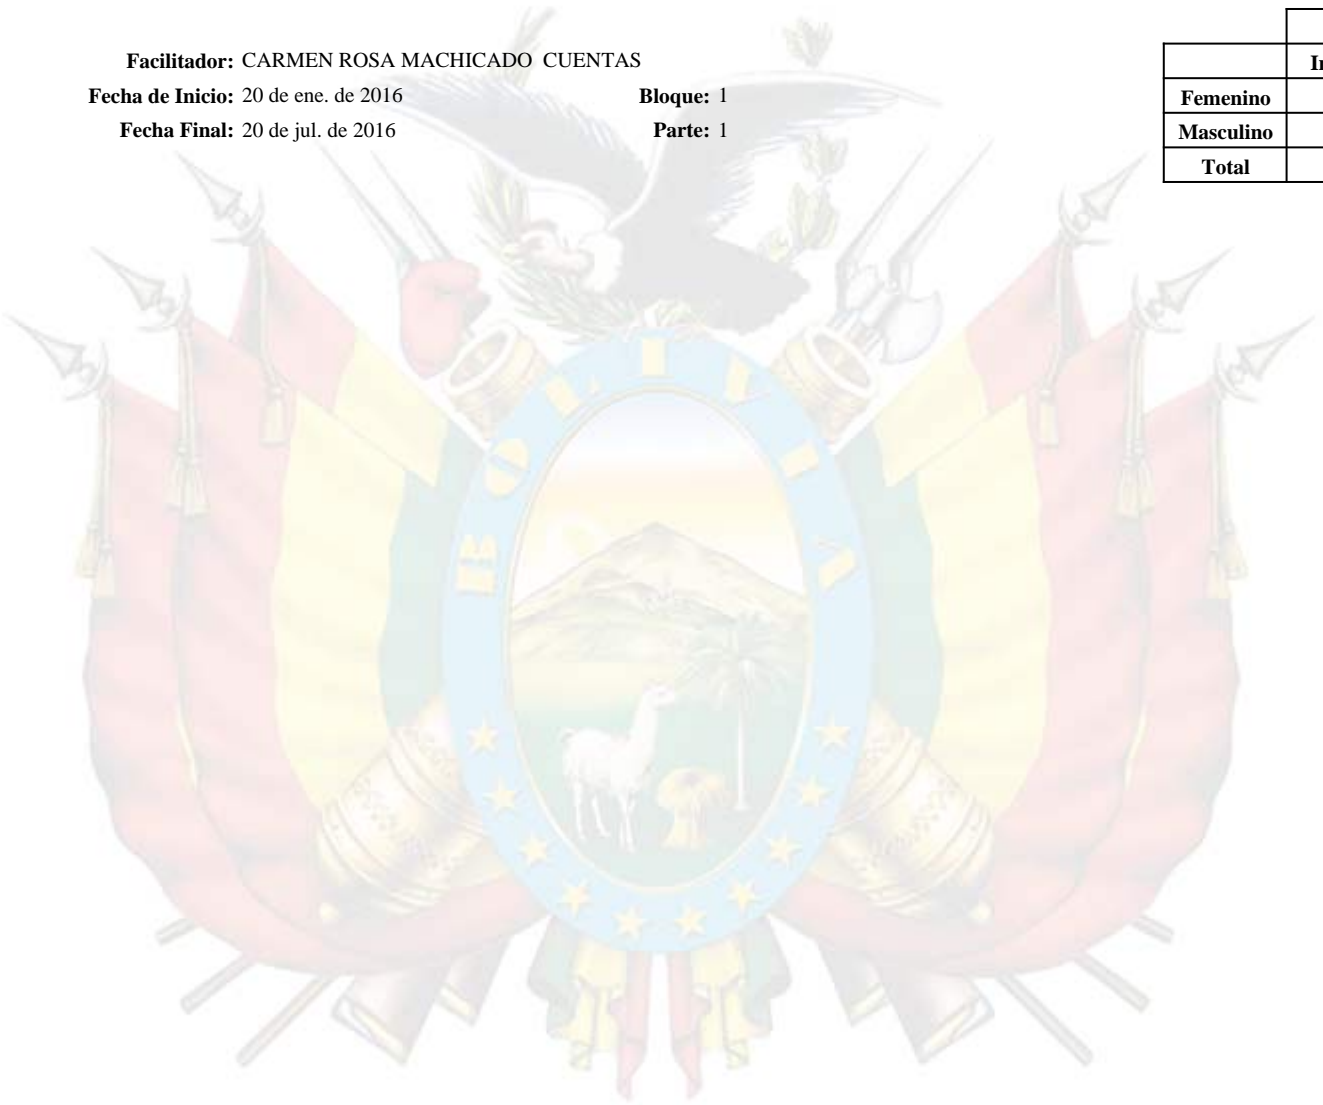 Facilitador: CARMEN ROSA MACHICADO CUENTAS
Fecha de Inicio: 20 de ene. de 2016 Bloque: 1
Fecha Final: 20 de jul. de 2016 Parte: 1
Femenino
Masculino
Total
BOLIVIA